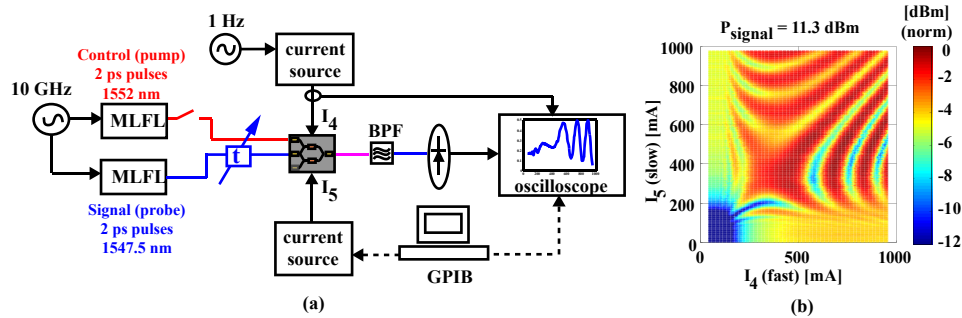 1 Hz
current
source
Control (pump)
2 ps pulses
1552 nm
10 GHz
MLFL
I4
BPF
t
MLFL
I5
oscilloscope
Signal (probe)
2 ps pulses
1547.5 nm
current
source
GPIB
(a)
Psignal = 11.3 dBm
[dBm]
(norm)
1000
800
600
400
200
0
I5 (slow) [mA]
0
500
1000
I4 (fast) [mA]
0
-2
-4
-6
-8
-10
-12
(b)